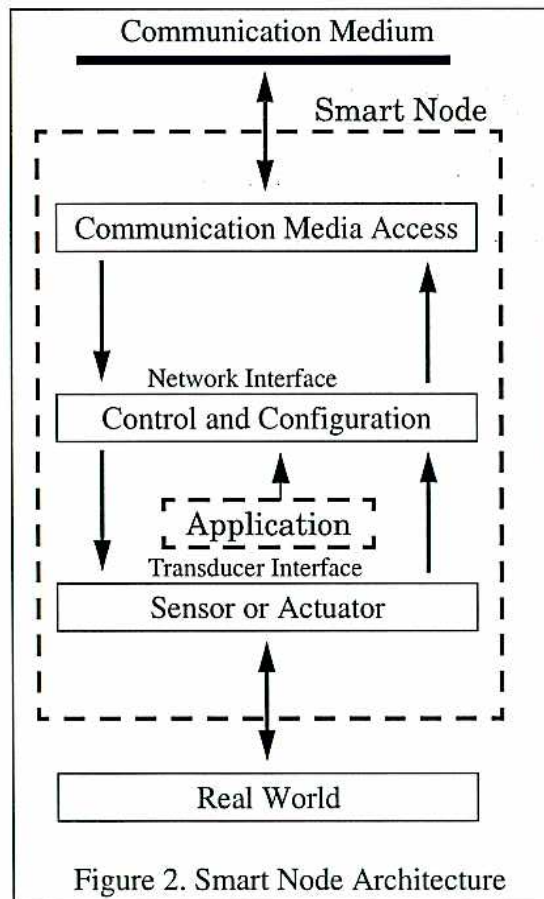 Communication Medium
Smart Node
Communication Media Access
Network Interface
Control and Configuration
Application
Transducer Interface
Sensor or Actuator
Real World
Figure 2. Smart Node Architecture